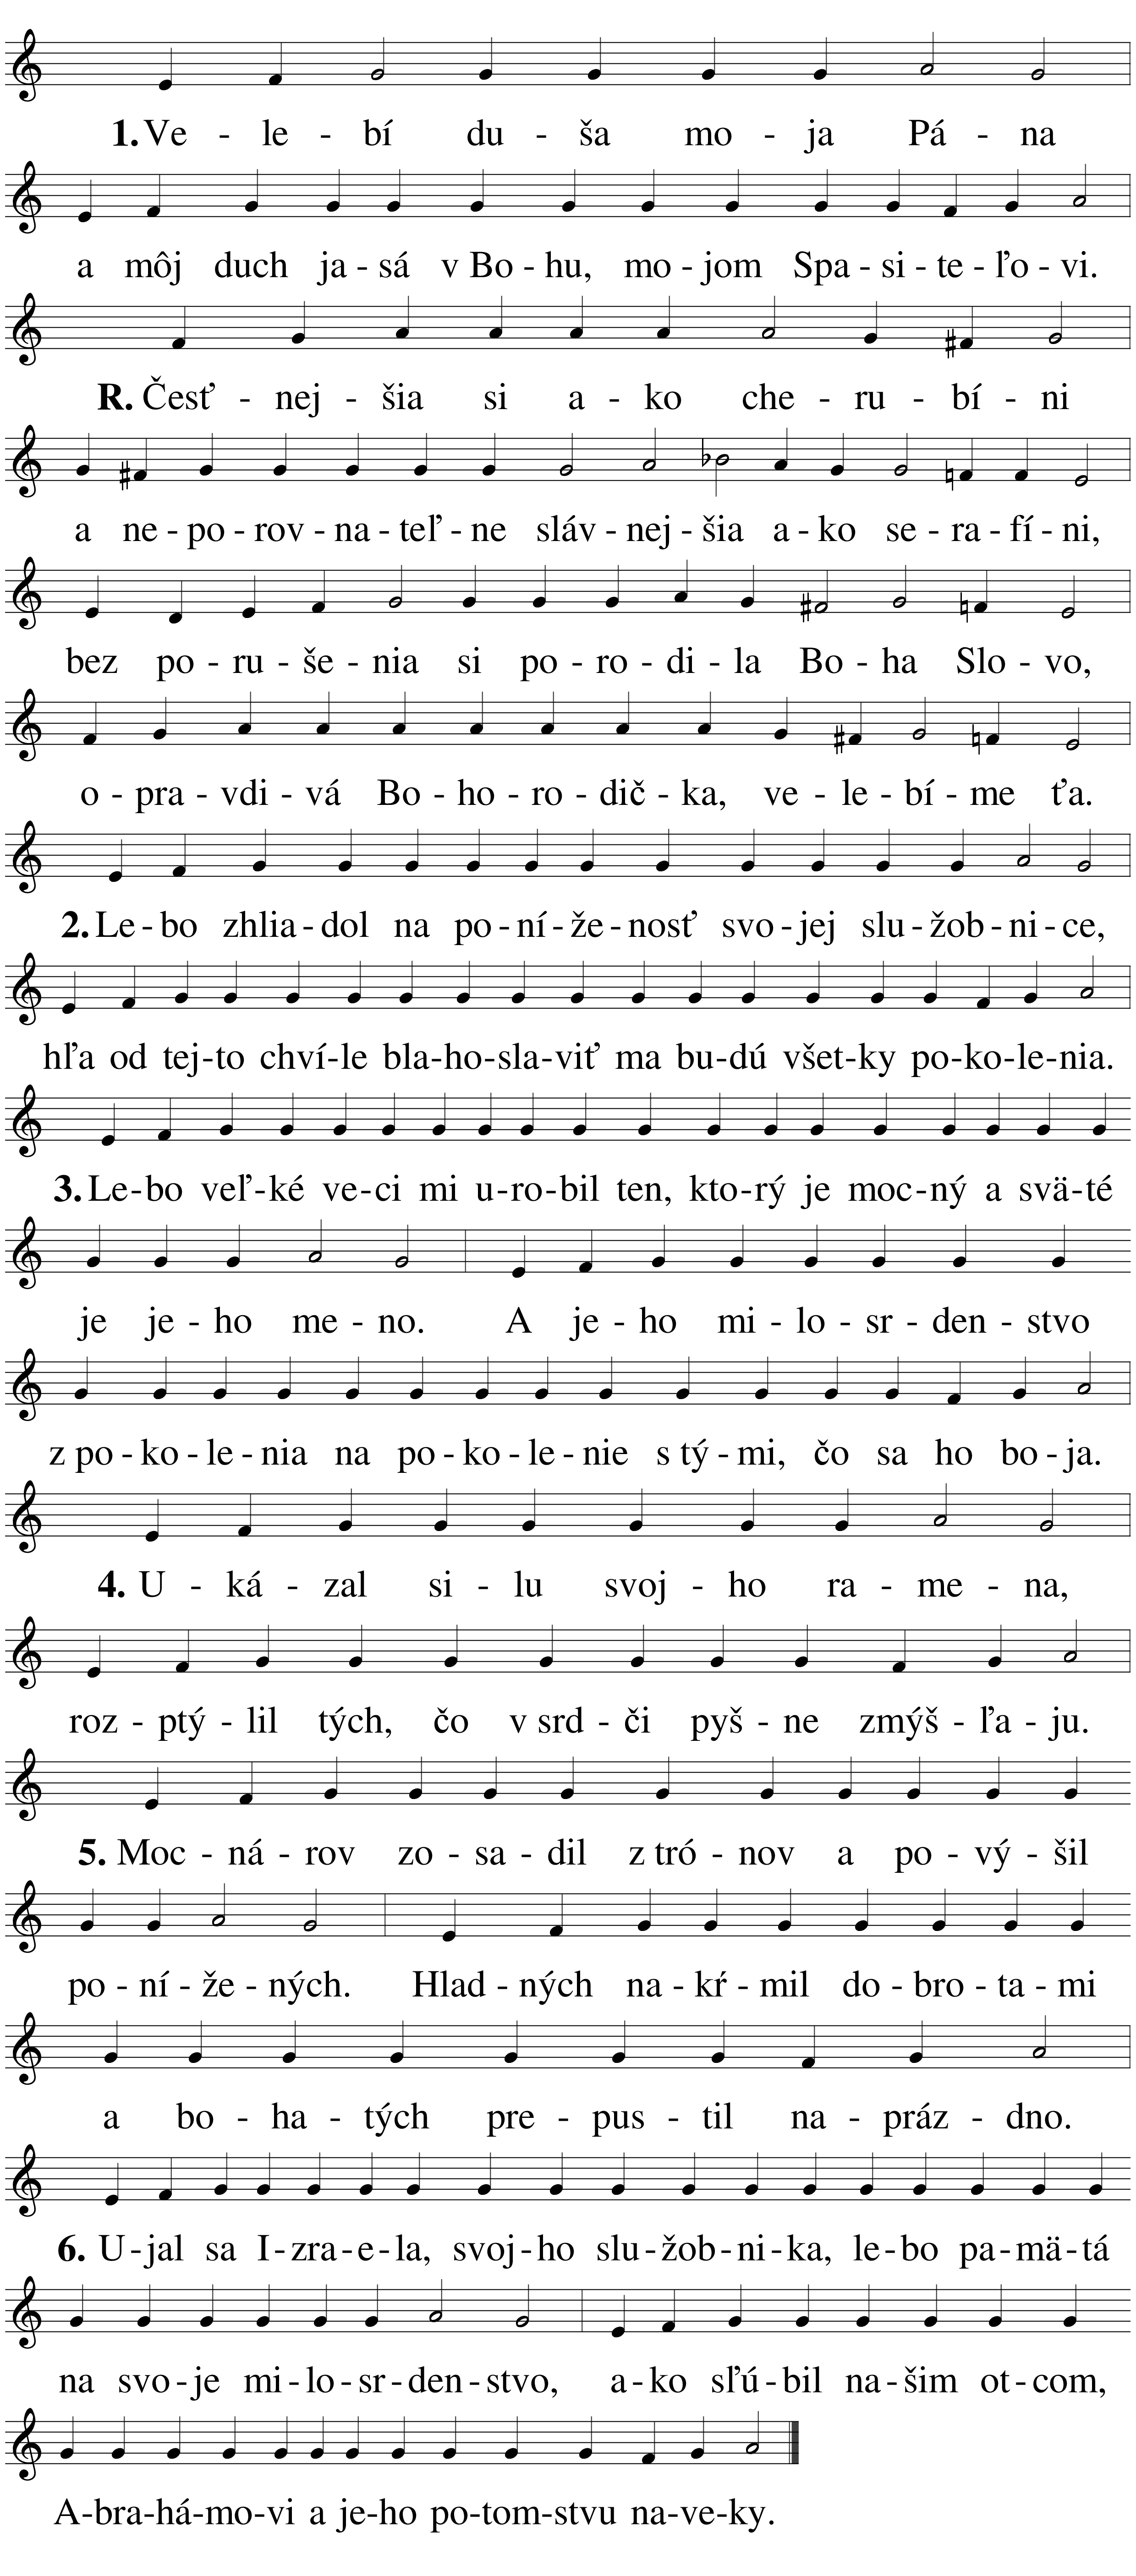 1. Ve - le - bí du - ša mo - ja Pá - na
a môj duch ja - sá v Bo - hu, mo - jom Spa - si - te - ľo - vi.
R. Česť - nej - šia si a - ko che - ru - bí - ni
a ne - po - rov - na - teľ - ne sláv - nej - šia a - ko se - ra - fí - ni,
bez po - ru - še - nia si po - ro - di - la Bo - ha Slo - vo,
o - pra - vdi - vá Bo - ho - ro - dič - ka, ve - le - bí - me ťa.
2. Le - bo zhlia - dol na po - ní - že - nosť svo - jej slu - žob - ni - ce,
hľa od tej - to chví - le bla - ho - sla - viť ma bu - dú všet - ky po - ko - le - nia.
3. Le - bo veľ - ké ve - ci mi u - ro - bil ten, kto - rý je moc - ný a svä - té
je je - ho me - no. A je - ho mi - lo - sr - den - stvo
z po - ko - le - nia na po - ko - le - nie s tý - mi, čo sa ho bo - ja.
4. U - ká - zal si - lu svoj - ho ra - me - na,
roz - ptý - lil tých, čo v srd - či pyš - ne zmýš - ľa - ju.
5. Moc - ná - rov zo - sa - dil z tró - nov a po - vý - šil
po - ní - že - ných. Hlad - ných na - kŕ - mil do - bro - ta - mi
a bo - ha - tých pre - pus - til na - práz - dno.
6. U - jal sa I - zra - e - la, svoj - ho slu - žob - ni - ka, le - bo pa - mä - tá
na svo - je mi - lo - sr - den - stvo, a - ko sľú - bil na - šim ot - com,
A - bra - há - mo - vi a je - ho po - tom - stvu na - ve - ky.